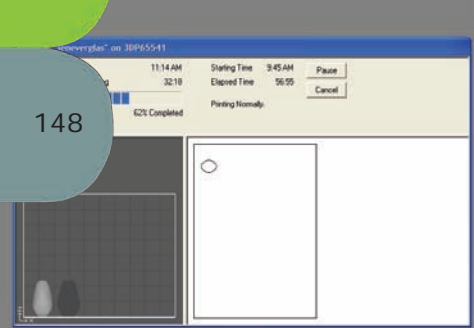 on 3DP65541
11:14 AM Starting Time 9:45 AM Pause
32:18 Elapsed Time 56:55 Cancel
Printing Normally.
62% Completed
148